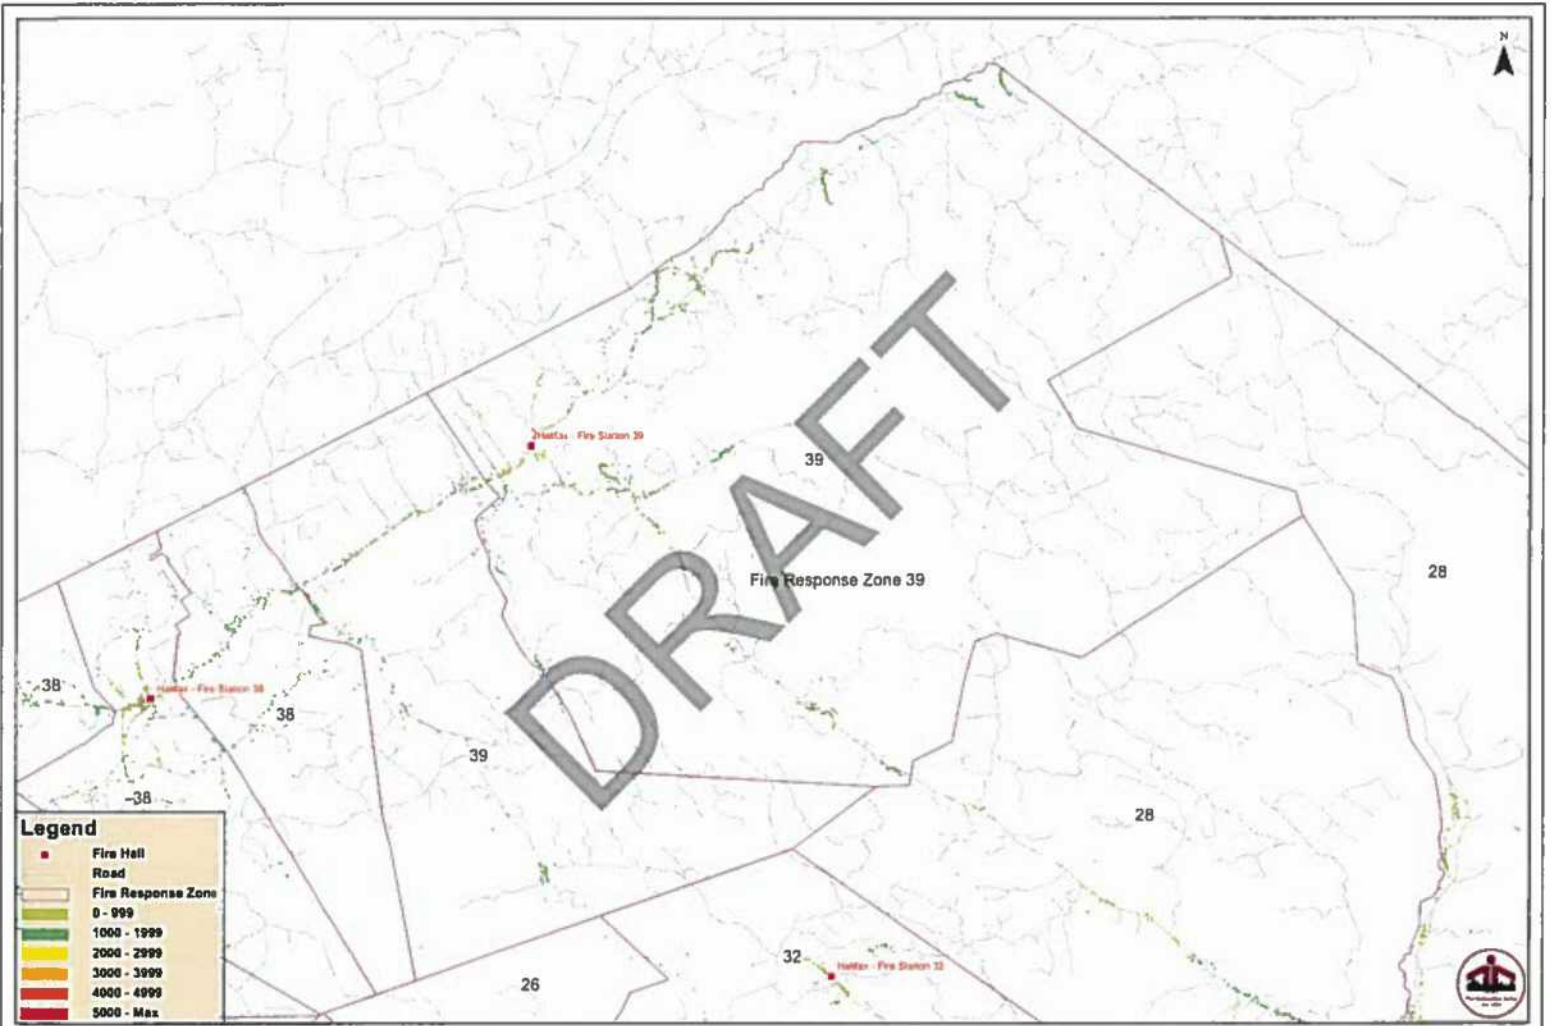 N
Halifax - Fire Station 39
39
DRAFT
Fire Response Zone 39
28
38
Halifax - Fire Station 38
38
39
-38
28
32
Halifax - Fire Station 32
26
Legend
Fire Hall
Road
Fire Response Zone
0 - 999
1000 - 1999
2000 - 2999
3000 - 3999
4000 - 4999
5000 - Max